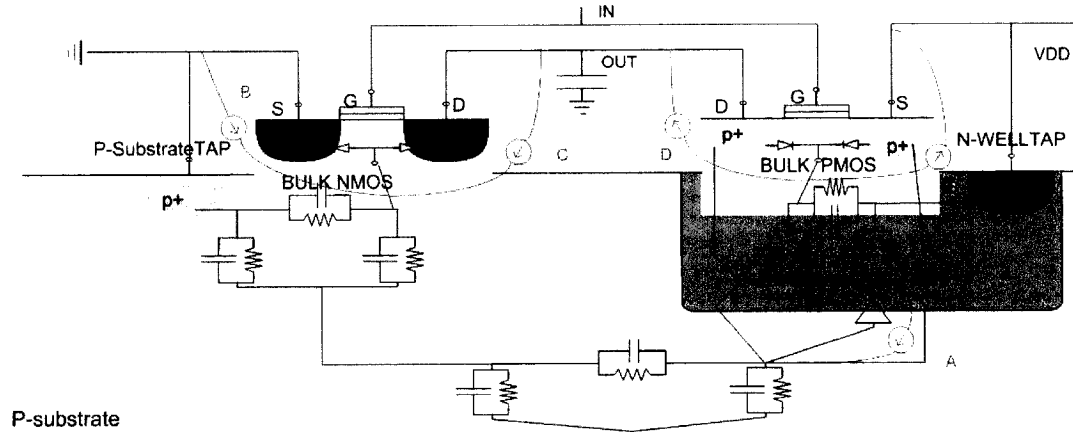 IN
OUT
VDD
B
S
G
D
D
G
S
P-SubstrateTAP
C
D
p+
p+
N-WELLTAP
BULK NMOS
BULK PMOS
p+
A
P-substrate